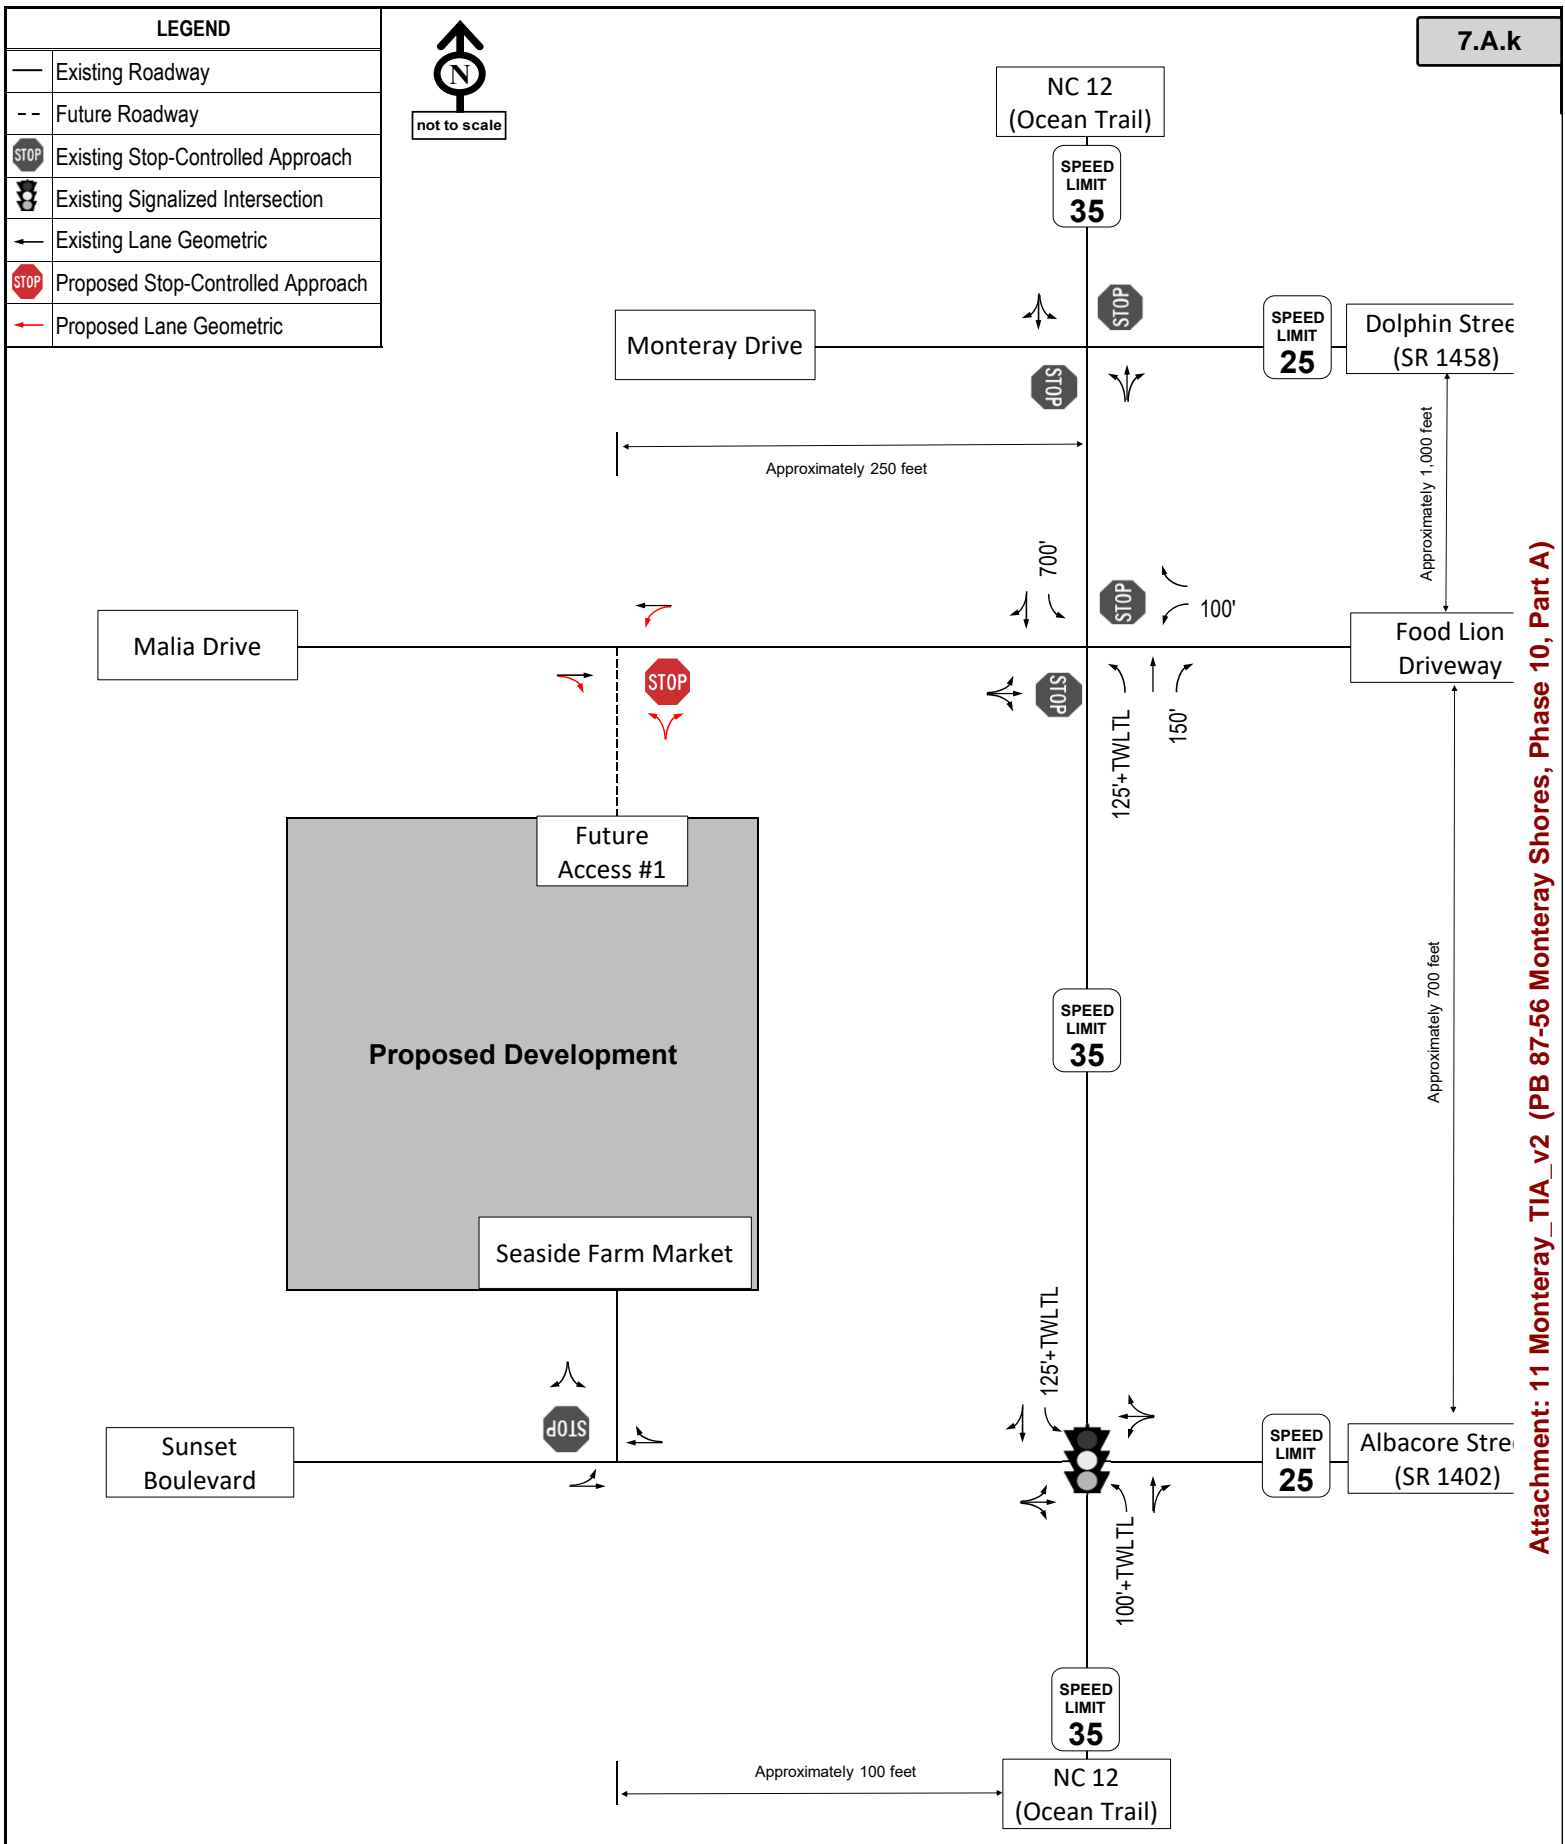 LEGEND
Existing Roadway
Future Roadway
STOP Existing Stop-Controlled Approach
Existing Signalized Intersection
Existing Lane Geometric
STOP Proposed Stop-Controlled Approach
Proposed Lane Geometric
N
not to scale
7.A.k
NC 12
(Ocean Trail)
SPEED
LIMIT
35
STOP
Monteray Drive
SPEED
LIMIT
25
Dolphin Stree
(SR 1458)
STOP
Approximately 250 feet
Approximately 1,000 feet
700'
STOP
100'
Malia Drive
Food Lion
Driveway
STOP
STOP
125'+TWLTL
150'
Future
Access #1
Proposed Development
SPEED
LIMIT
35
Approximately 700 feet
Seaside Farm Market
125'+TWLTL
STOP
Sunset
Boulevard
SPEED
LIMIT
25
Albacore Stre
(SR 1402)
100'+TWLTL
SPEED
LIMIT
35
Approximately 100 feet
NC 12
(Ocean Trail)
Attachment: 11 Monteray_TIA_v2 (PB 87-56 Monteray Shores, Phase 10, Part A)